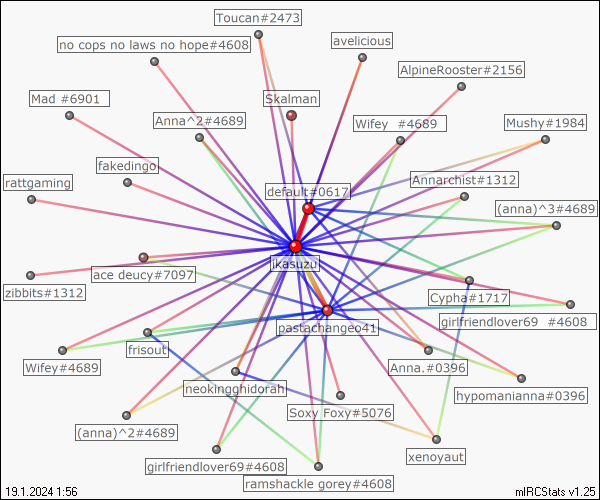 Toucan#2473
no cops no laws no hope#4608
avelicious
AlpineRooster#2156
Mad #6901
Skalman
Anna^2#4689
Wifey  #4689
Mushy#1984
fakedingo
rattgaming
default#0617
Annarchist#1312
(anna)^3#4689
ikasuzu
ace deucy#7097
zibbits#1312
Cypha#1717
girlfriendlover69  #4608
pastachangeo41
frisout
Wifey#4689
Anna.#0396
neokingghidorah
hypomanianna#0396
Soxy Foxy#5076
(anna)^2#4689
xenoyaut
girlfriendlover69#4608
ramshackle gorey#4608
19.1.2024 1:56
mIRCStats v1.25